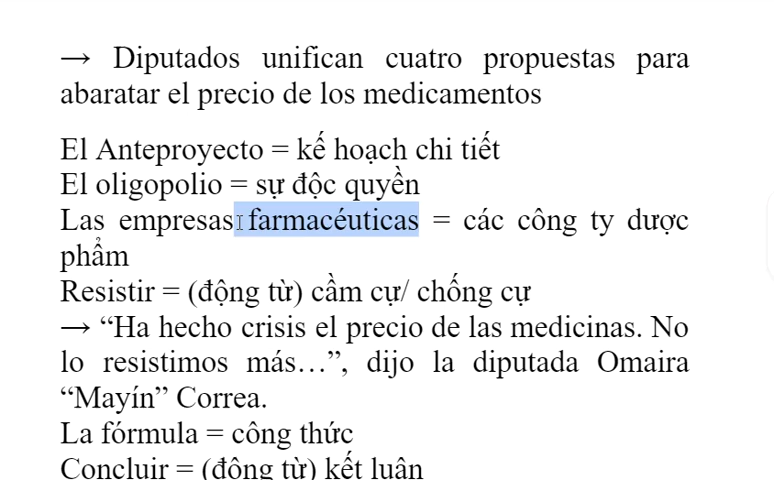 → Diputados unifican cuatro propuestas para
abaratar el precio de los medicamentos
El Anteproyecto = kế hoạch chi tiết
El oligopolio = sự độc quyền
Las empresas farmacéuticas = các công ty dược
phẩm
Resistir = (động từ) cầm cự/ chống cự
→ “Ha hecho crisis el precio de las medicinas. No
lo resistimos más…”, dijo la diputada Omaira
“Mayín” Correa.
La fórmula = công thức
Concluir = (động từ) kết luận